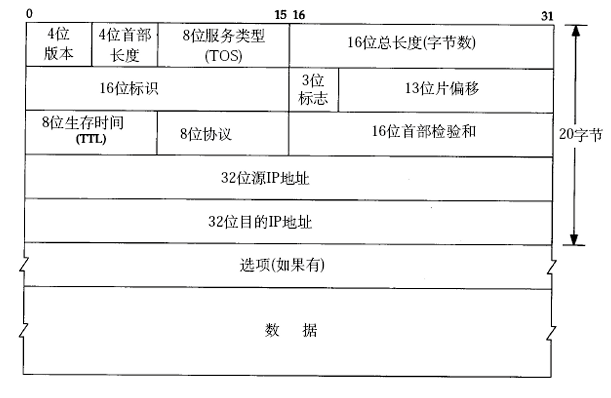 0 15 16 31
4位版本 4位首部长度 8位服务类型(TOS) 16位总长度(字节数)
16位标识 3位标志 13位片偏移
8位生存时间(TTL) 8位协议 16位首部检验和
20字节
32位源IP地址
32位目的IP地址
选项(如果有)
数 据